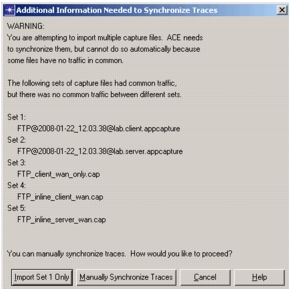 Additional Information Needed to Synchronize Traces
WARNING:
You are attempting to import multiple capture files. ACE needs
to synchronize them, but cannot do so automatically because
some files have no traffic in common.
The following sets of capture files had common traffic,
but there was no common traffic between different sets.
Set 1:
FTP@2008-01-22_12.03.38@lab.client.appcapture
Set 2:
FTP@2008-01-22_12.03.38@lab.server.appcapture
Set 3:
FTP_client_wan_only.cap
Set 4:
FTP_inline_client_wan.cap
Set 5:
FTP_inline_server_wan.cap
You can manually synchronize traces. How would you like to proceed?
Import Set 1 Only Manually Synchronize Traces Cancel Help